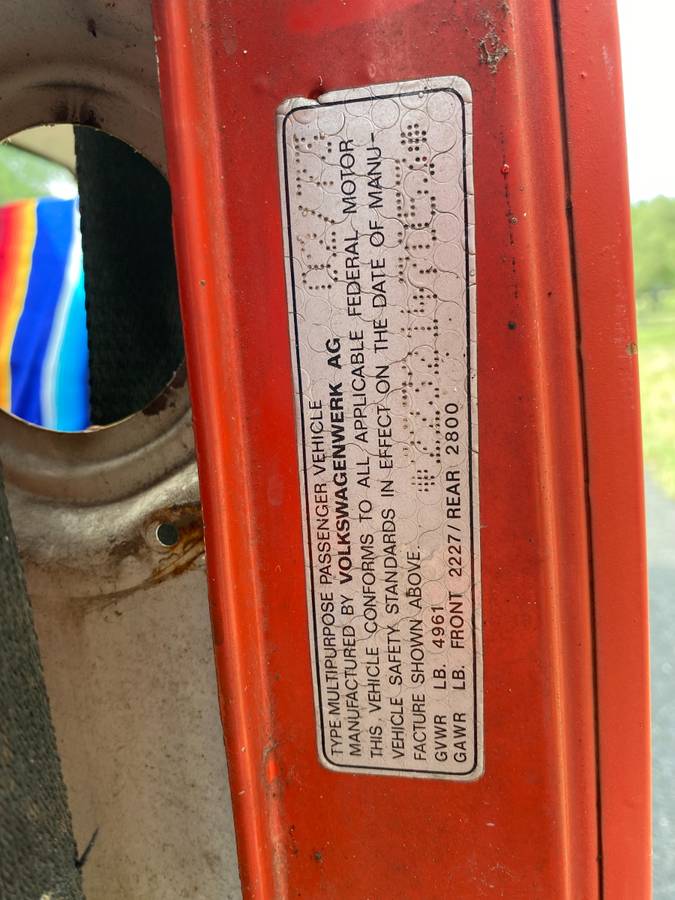 TYPE MULTIPURPOSE PASSENGER VEHICLE
MANUFACTURED BY VOLKSWAGENWERK AG
THIS VEHICLE CONFORMS TO ALL APPLICABLE FEDERAL MOTOR
VEHICLE SAFETY STANDARDS IN EFFECT ON THE DATE OF MANU-
FACTURE SHOWN ABOVE.
GVWR LB. 4961
GAWR LB. FRONT 2227/ REAR 2800